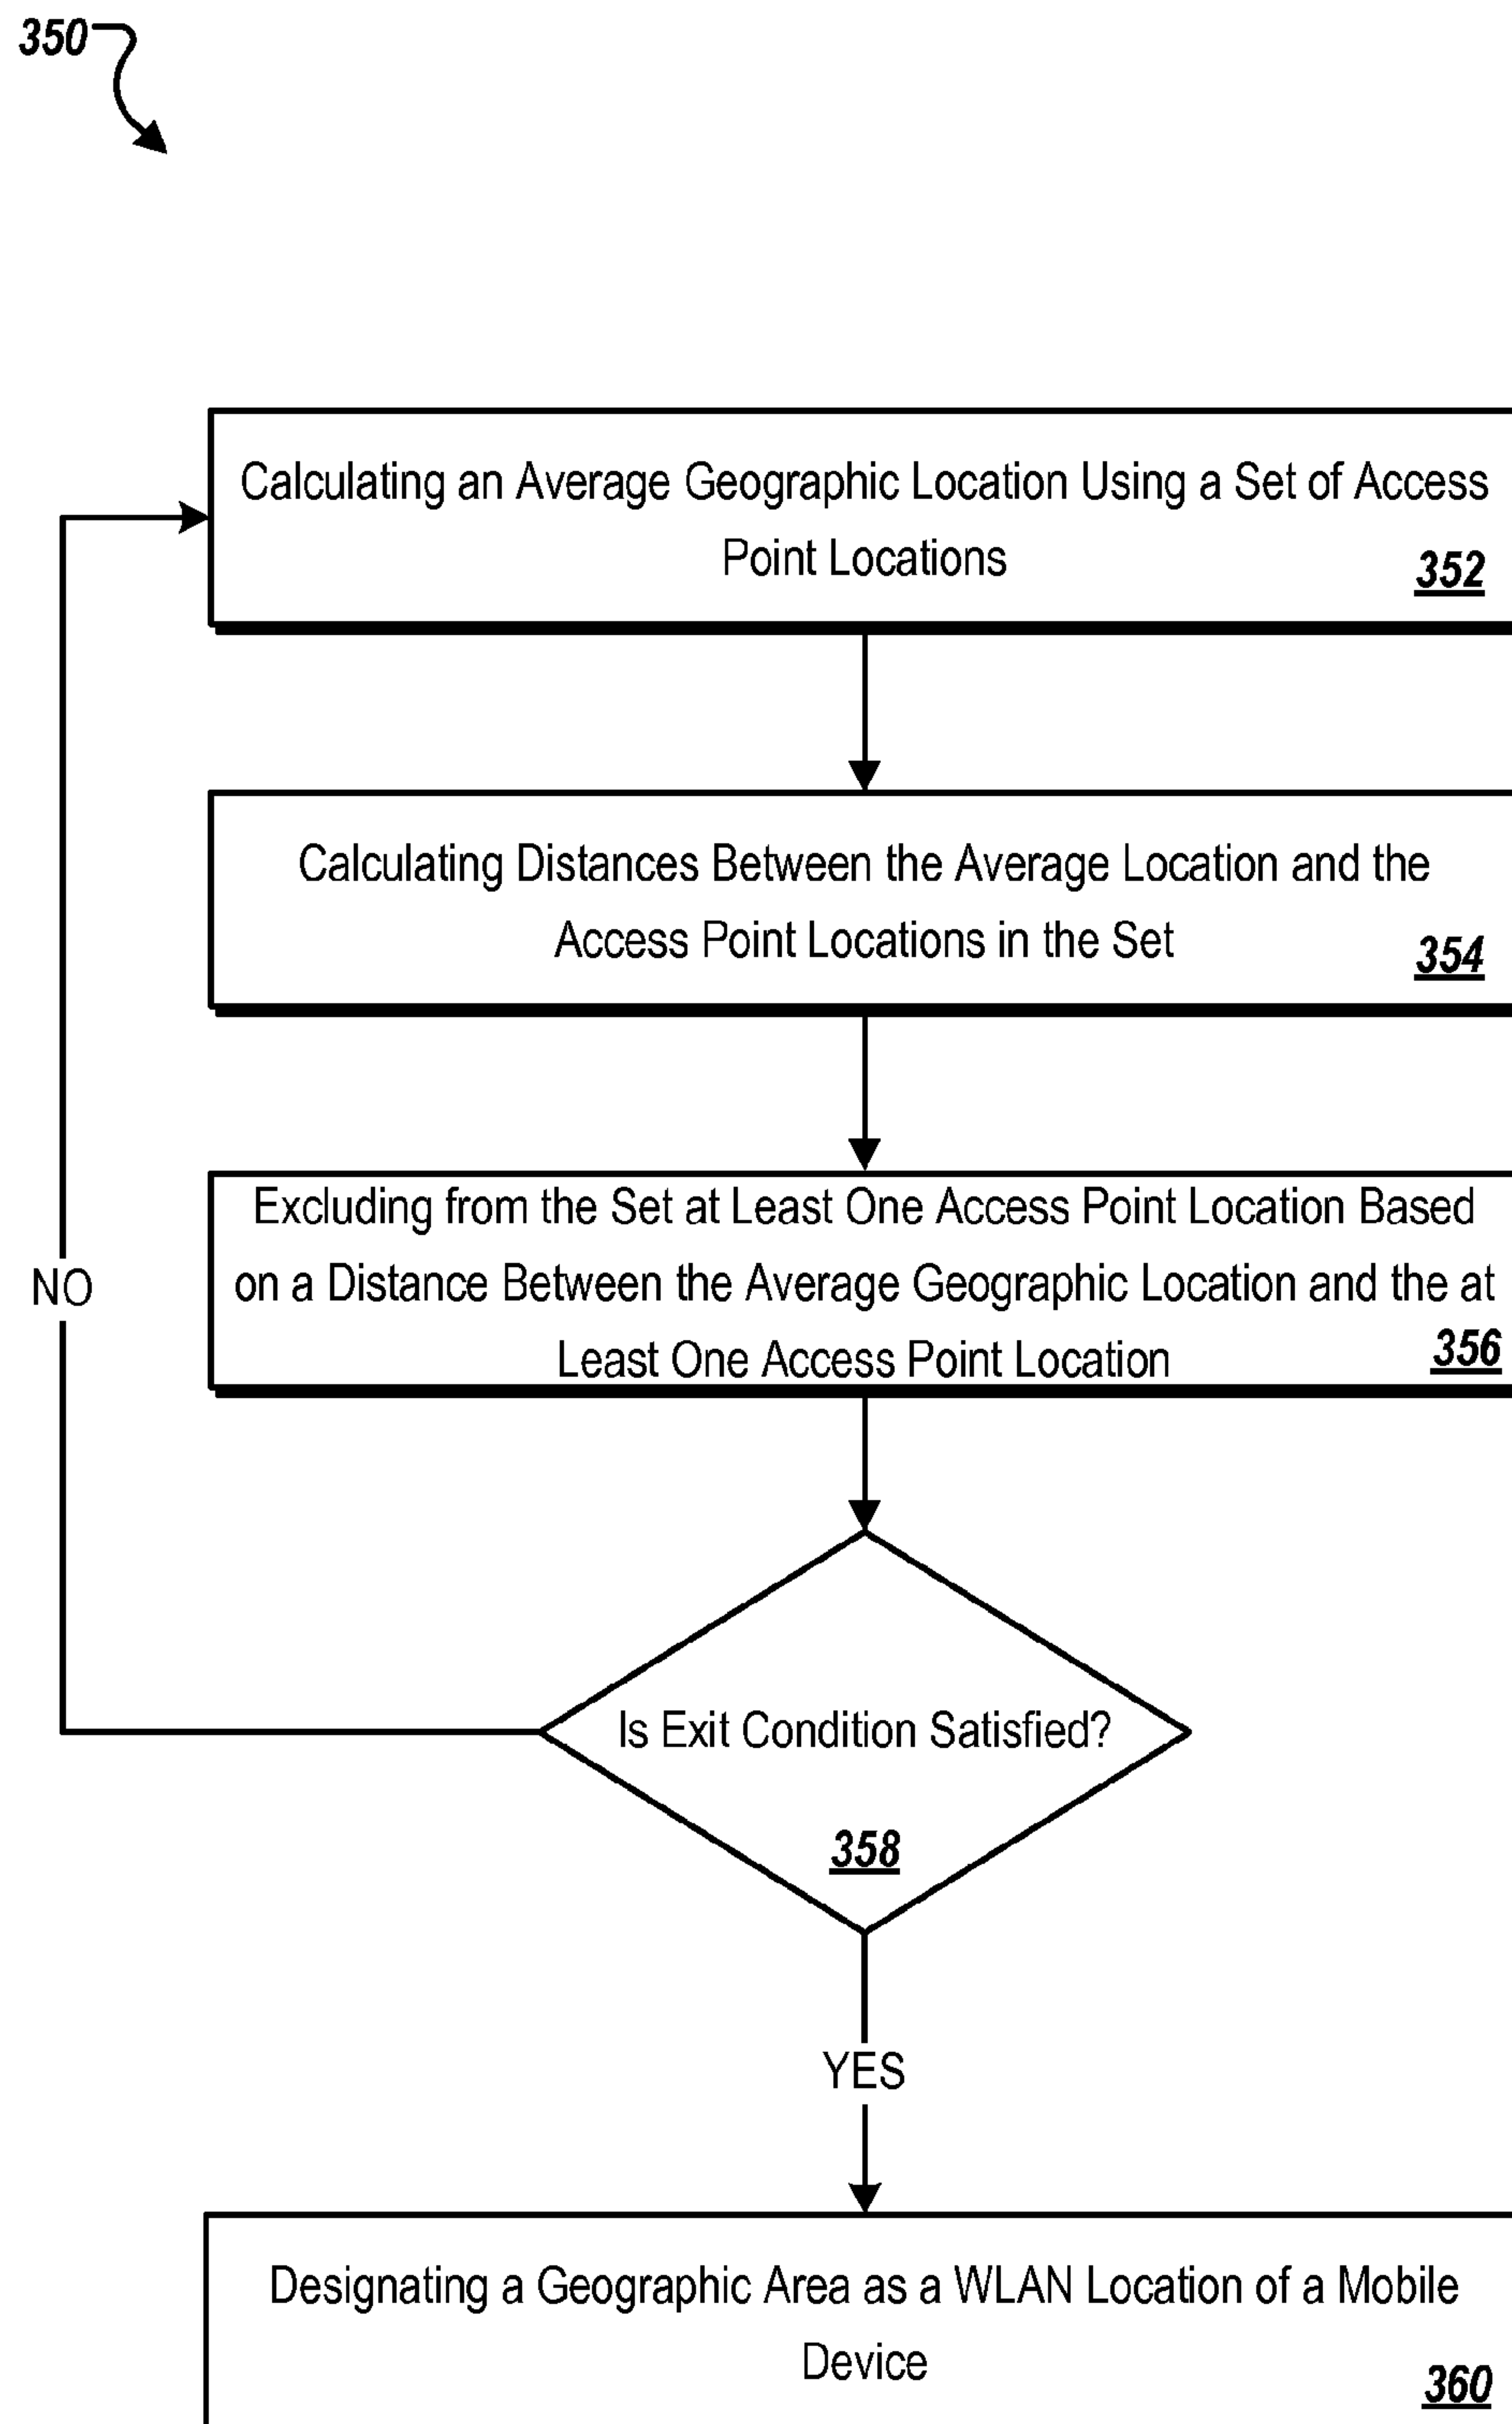 350
Calculating an Average Geographic Location Using a Set of Access
Point Locations
352
Calculating Distances Between the Average Location and the
Access Point Locations in the Set
354
Excluding from the Set at Least One Access Point Location Based
on a Distance Between the Average Geographic Location and the at
Least One Access Point Location
356
NO
Is Exit Condition Satisfied?
358
YES
Designating a Geographic Area as a WLAN Location of a Mobile
Device
360